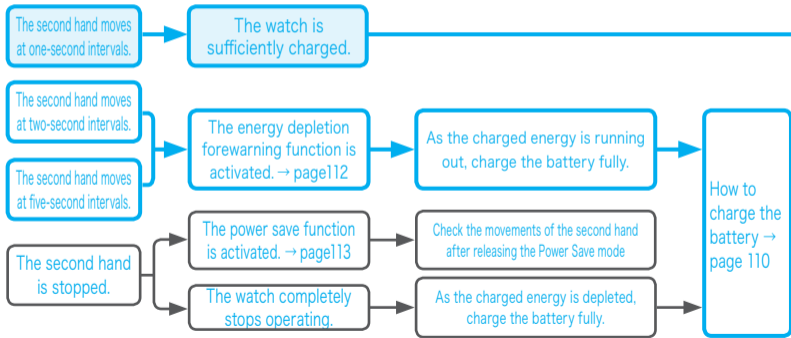 The second hand moves
at one-second intervals.
The watch is
sufficiently charged.
The second hand moves
at two-second intervals.
The second hand moves
at five-second intervals.
The energy depletion
forewarning function is
activated. → page112
As the charged energy is running
out, charge the battery fully.
The second hand
is stopped.
The power save function
is activated. → page113
Check the movements of the second hand
after releasing the Power Save mode
The watch completely
stops operating.
As the charged energy is depleted,
charge the battery fully.
How to
charge the
battery →
page 110